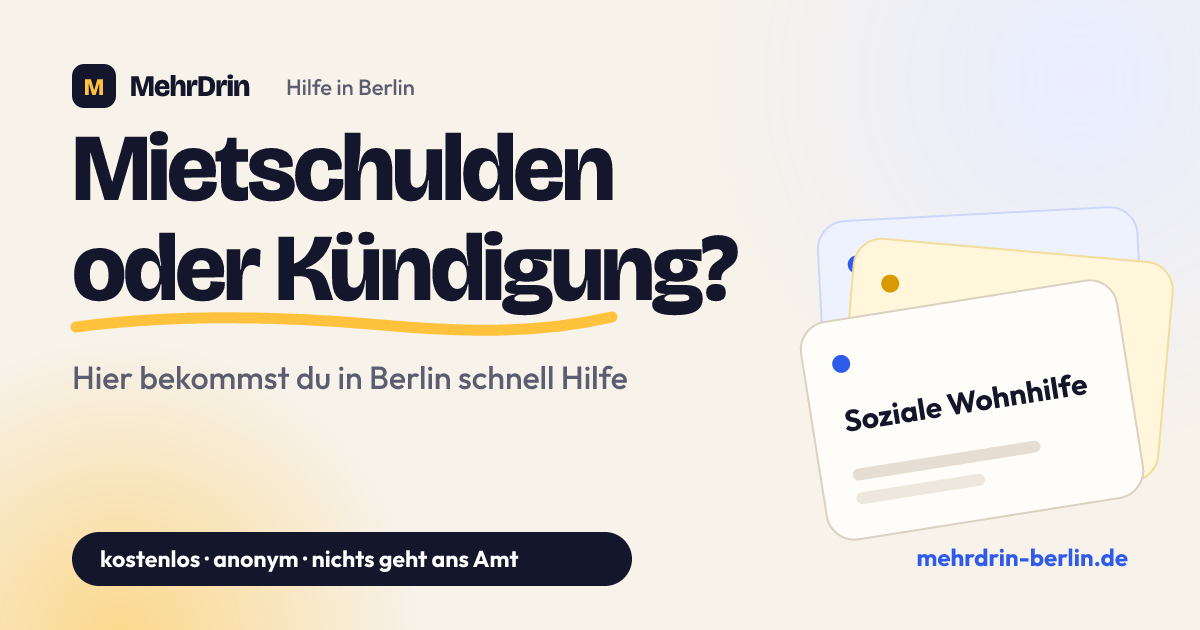 M MehrDrin Hilfe in Berlin
Mietschulden
oder Kündigung?
Hier bekommst du in Berlin schnell Hilfe
Soziale Wohnhilfe
kostenlos · anonym · nichts geht ans Amt
mehrdrin-berlin.de